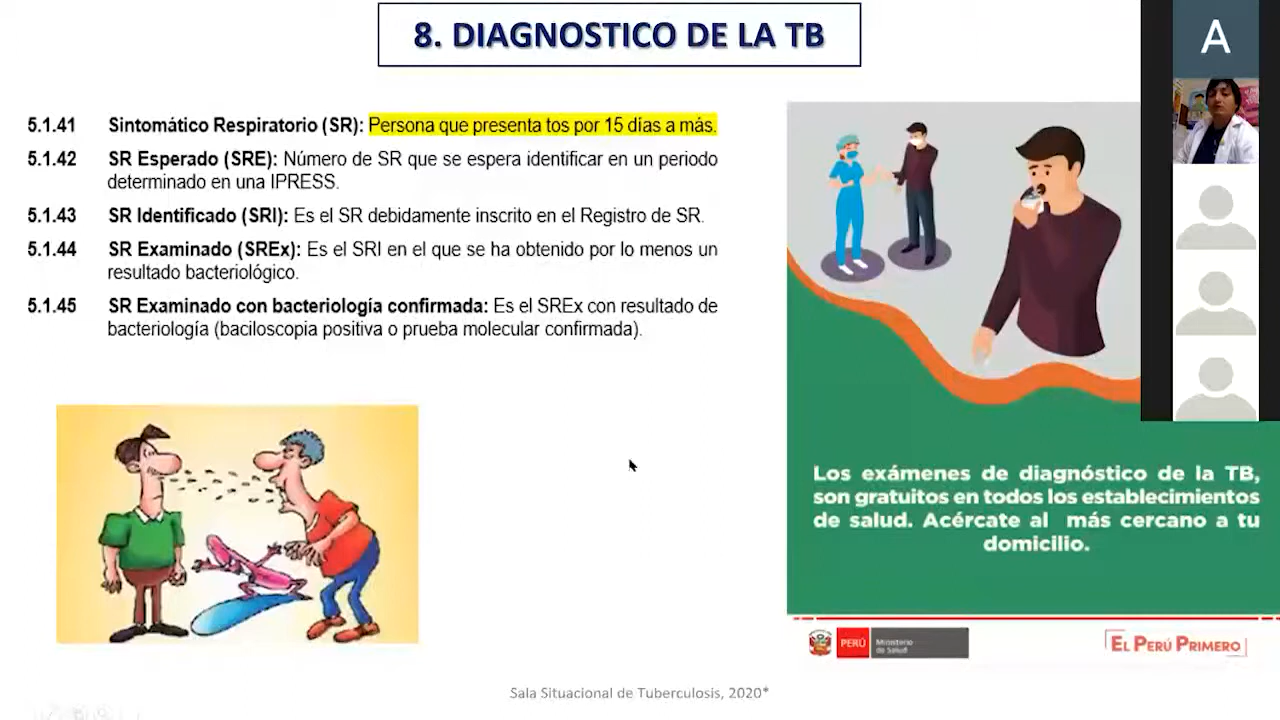 8. DIAGNOSTICO DE LA TB
5.1.41 Sintomático Respiratorio (SR): Persona que presenta tos por 15 días a más.
5.1.42 SR Esperado (SRE): Número de SR que se espera identificar en un periodo
determinado en una IPRESS.
5.1.43 SR Identificado (SRI): Es el SR debidamente inscrito en el Registro de SR.
5.1.44 SR Examinado (SREx): Es el SRI en el que se ha obtenido por lo menos un
resultado bacteriológico.
5.1.45 SR Examinado con bacteriología confirmada: Es el SREx con resultado de
bacteriología (baciloscopia positiva o prueba molecular confirmada).
A
Los exámenes de diagnóstico de la TB,
son gratuitos en todos los establecimientos
de salud. Acércate al más cercano a tu
domicilio.
PERÚ
Ministerio
de Salud
EL PERÚ PRIMERO
Sala Situacional de Tuberculosis, 2020*